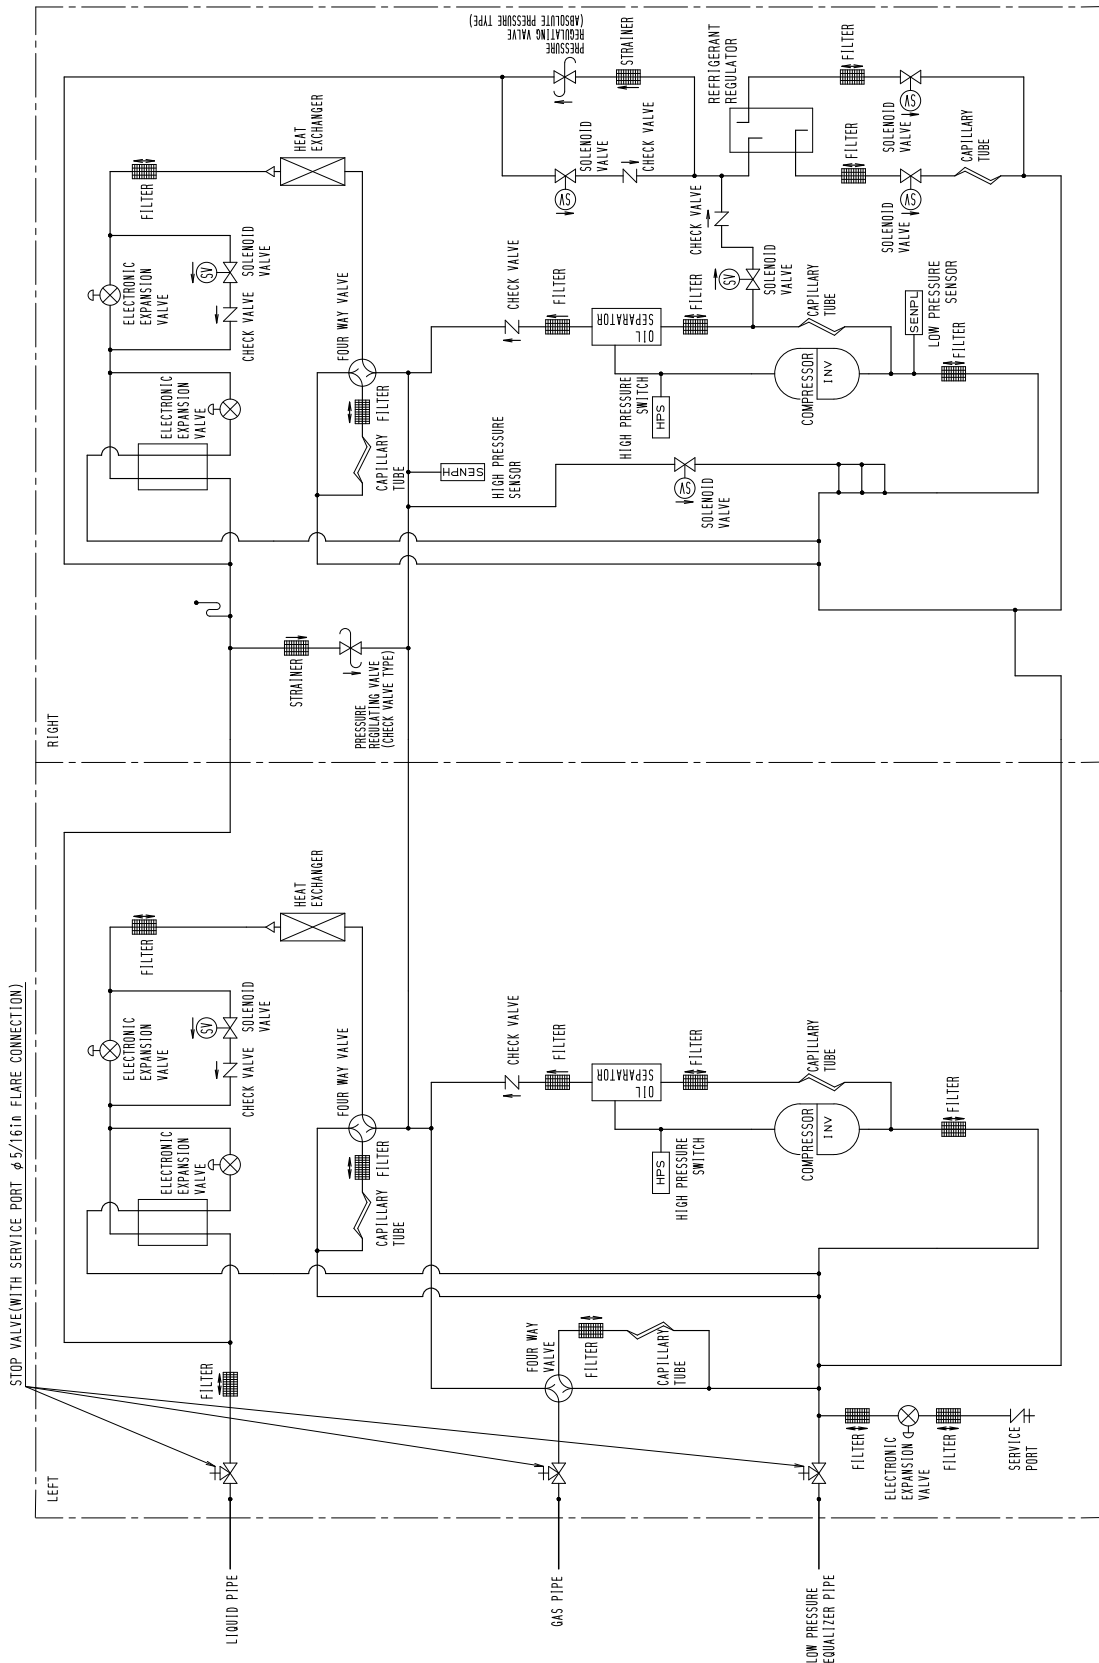 STOP VALVE(WITH SERVICE PORT φ5/16in FLARE CONNECTION)
LEFT
LIQUID PIPE
GAS PIPE
LOW PRESSURE
EQUALIZER PIPE
FILTER
ELECTRONIC
EXPANSION
VALVE
ELECTRONIC
EXPANSION
VALVE
CHECK VALVE
SV
SOLENOID
VALVE
FILTER
HEAT
EXCHANGER
FOUR WAY VALVE
FILTER
CAPILLARY
TUBE
FOUR WAY
VALVE
FILTER
CAPILLARY
TUBE
CHECK VALVE
FILTER
OIL
SEPARATOR
FILTER
CAPILLARY
TUBE
HPS
HIGH PRESSURE
SWITCH
COMPRESSOR
INV
FILTER
FILTER
ELECTRONIC
EXPANSION
VALVE
FILTER
SERVICE
PORT
RIGHT
STRAINER
PRESSURE
REGULATING VALVE
(CHECK VALVE TYPE)
ELECTRONIC
EXPANSION
VALVE
ELECTRONIC
EXPANSION
VALVE
CHECK VALVE
SV
SOLENOID
VALVE
FILTER
HEAT
EXCHANGER
FOUR WAY VALVE
FILTER
CAPILLARY
TUBE
SENPH
HIGH PRESSURE
SENSOR
CHECK VALVE
FILTER
OIL
SEPARATOR
FILTER
CAPILLARY
TUBE
HPS
HIGH PRESSURE
SWITCH
COMPRESSOR
INV
SENPL
LOW PRESSURE
SENSOR
FILTER
SV
SOLENOID
VALVE
SV
SOLENOID
VALVE
CHECK VALVE
PRESSURE
REGULATING VALVE
(ABSOLUTE PRESSURE TYPE)
STRAINER
SV
SOLENOID
VALVE
CHECK VALVE
REFRIGERANT
REGULATOR
FILTER
SV
SOLENOID
VALVE
FILTER
SV
SOLENOID
VALVE
CAPILLARY
TUBE